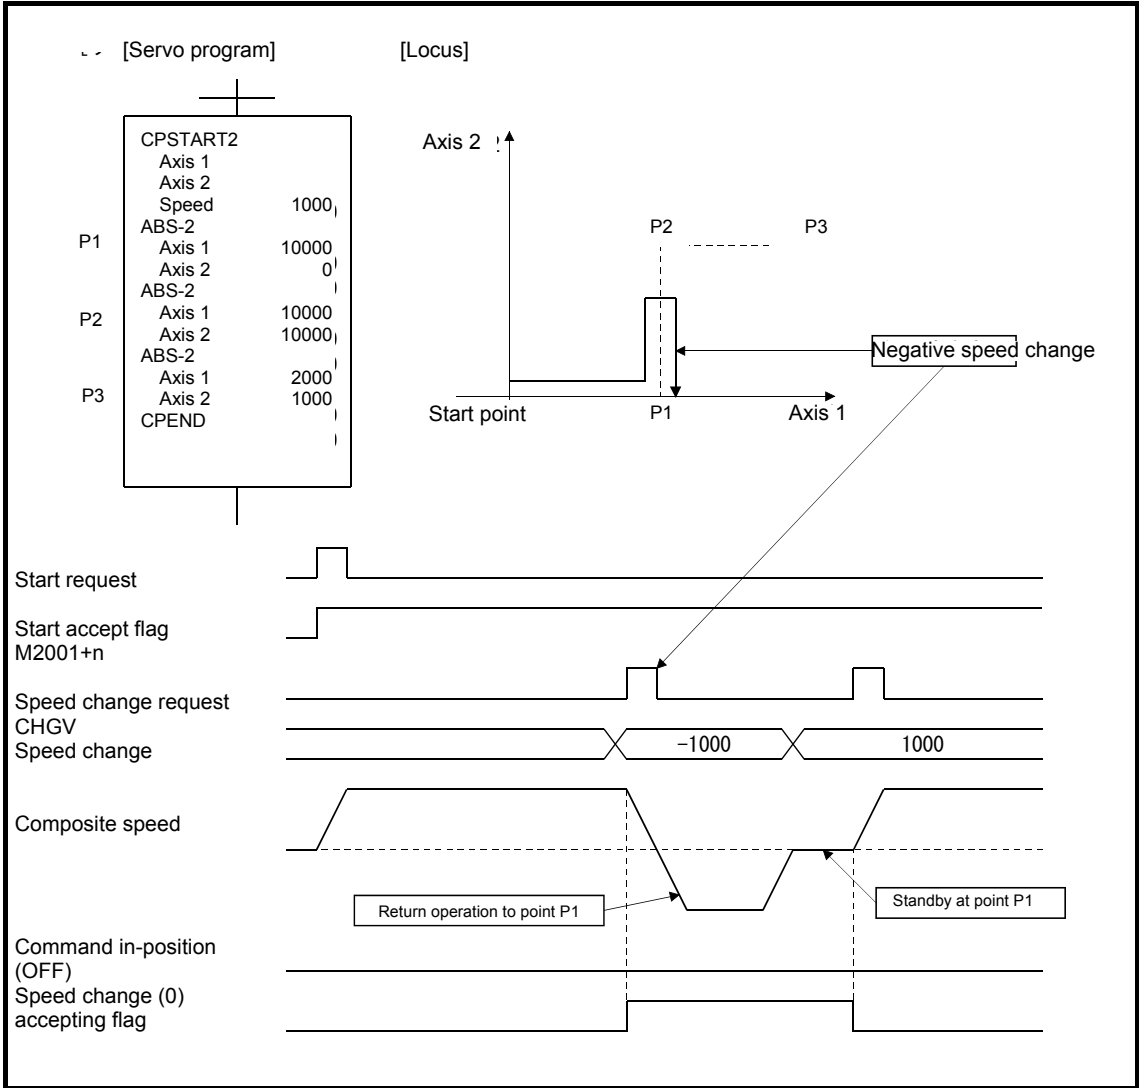 [Servo program]
[Locus]
CPSTART2
Axis 1
Axis 2
Speed 1000
P1
ABS-2
Axis 1 10000
Axis 2 0
P2
ABS-2
Axis 1 10000
Axis 2 10000
P3
ABS-2
Axis 1 2000
Axis 2 1000
CPEND
Axis 2
P2
P3
Negative speed change
Start point
P1
Axis 1
Start request
Start accept flag
M2001+n
Speed change request
CHGV
Speed change
-1000
1000
Composite speed
Return operation to point P1
Standby at point P1
Command in-position
(OFF)
Speed change (0)
accepting flag